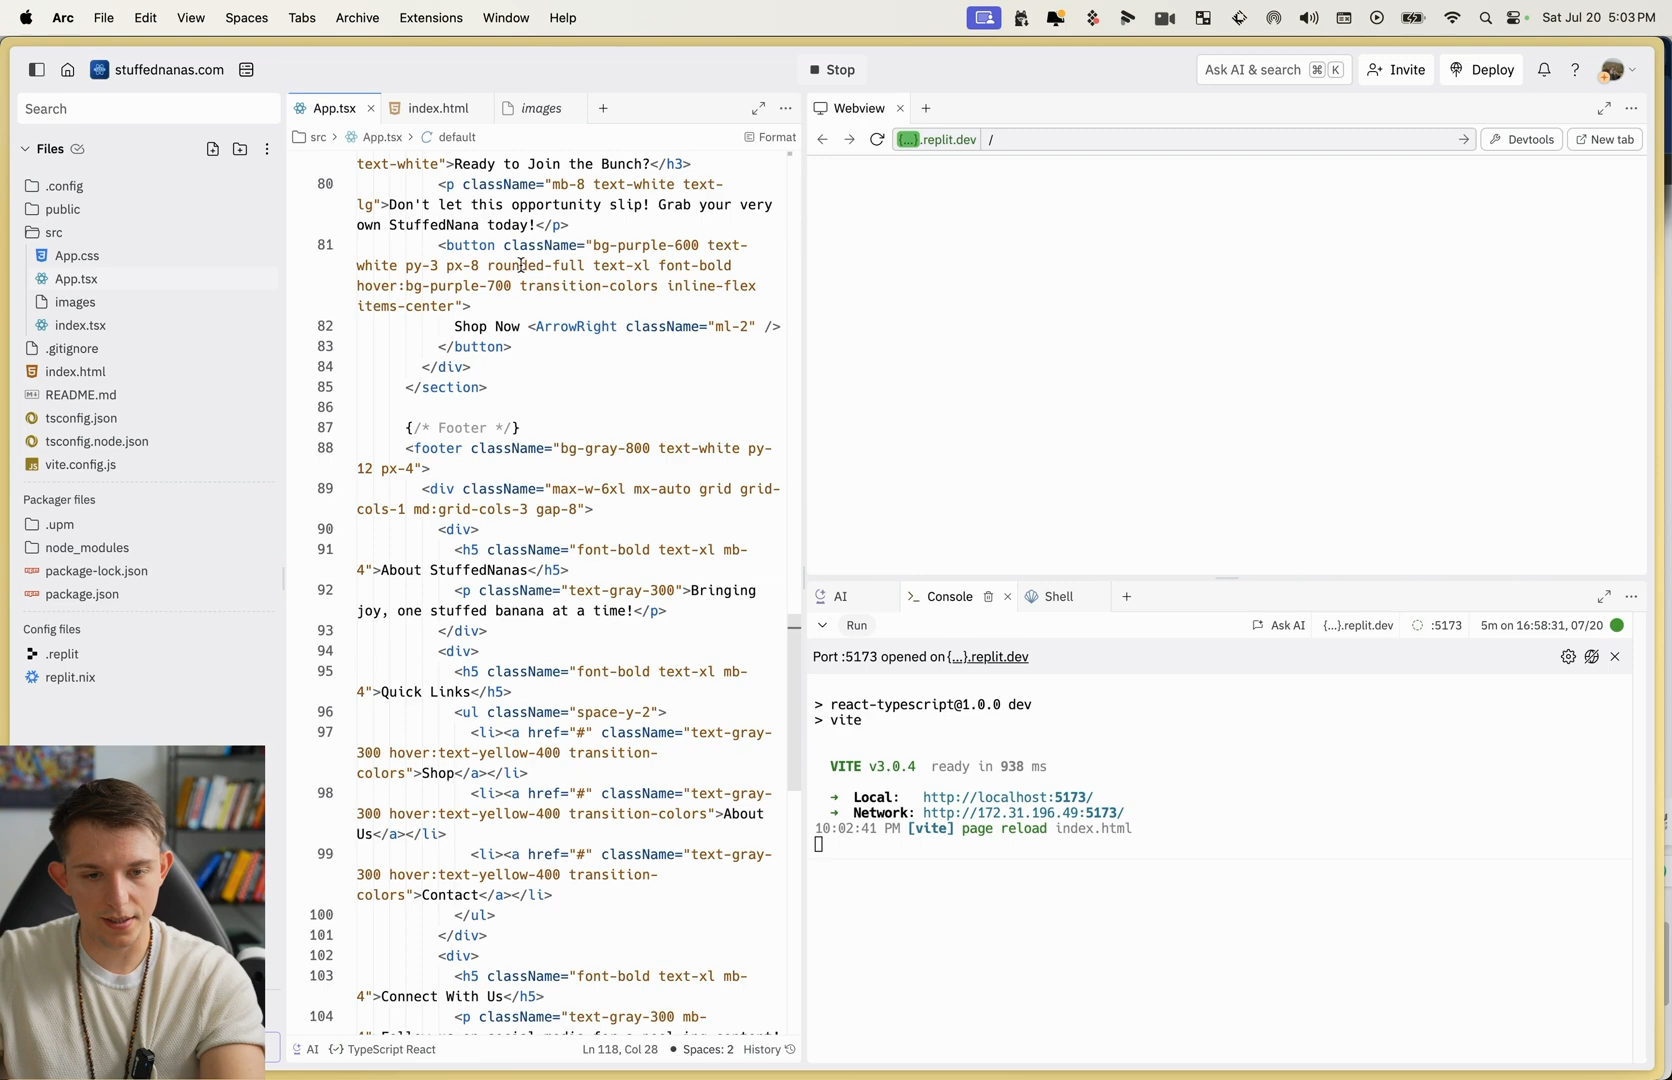 Arc File Edit View Spaces Tabs Archive Extensions Window Help
Sat Jul 20 5:03 PM
stuffednanas.com
Stop
Ask AI & search ⌘ K
Invite
Deploy
?
Search
Files
.config
public
src
App.css
App.tsx
images
index.tsx
.gitignore
index.html
README.md
tsconfig.json
tsconfig.node.json
vite.config.js
Packager files
.upm
node_modules
package-lock.json
package.json
Config files
.replit
replit.nix
App.tsx
index.html
images
src > App.tsx > default
Format
text-white">Ready to Join the Bunch?</h3>
80 <p className="mb-8 text-white text-
lg">Don't let this opportunity slip! Grab your very
own StuffedNana today!</p>
81 <button className="bg-purple-600 text-
white py-3 px-8 rounded-full text-xl font-bold
hover:bg-purple-700 transition-colors inline-flex
items-center">
82 Shop Now <ArrowRight className="ml-2" />
83 </button>
84 </div>
85 </section>
86
87 {/* Footer */}
88 <footer className="bg-gray-800 text-white py-
12 px-4">
89 <div className="max-w-6xl mx-auto grid grid-
cols-1 md:grid-cols-3 gap-8">
90 <div>
91 <h5 className="font-bold text-xl mb-
4">About StuffedNanas</h5>
92 <p className="text-gray-300">Bringing
joy, one stuffed banana at a time!</p>
93 </div>
94 <div>
95 <h5 className="font-bold text-xl mb-
4">Quick Links</h5>
96 <ul className="space-y-2">
97 <li><a href="#" className="text-gray-
300 hover:text-yellow-400 transition-
colors">Shop</a></li>
98 <li><a href="#" className="text-gray-
300 hover:text-yellow-400 transition-colors">About
Us</a></li>
99 <li><a href="#" className="text-gray-
300 hover:text-yellow-400 transition-
colors">Contact</a></li>
100 </ul>
101 </div>
102 <div>
103 <h5 className="font-bold text-xl mb-
4">Connect With Us</h5>
104 <p className="text-gray-300 mb-
AI TypeScript React
Ln 118, Col 28 • Spaces: 2 History
Webview
{...}.replit.dev /
Devtools
New tab
AI
Console
Shell
Run
Ask AI {...}.replit.dev :5173 5m on 16:58:31, 07/20
Port :5173 opened on {...}.replit.dev
> react-typescript@1.0.0 dev
> vite
VITE v3.0.4 ready in 938 ms
➜ Local: http://localhost:5173/
➜ Network: http://172.31.196.49:5173/
10:02:41 PM [vite] page reload index.html